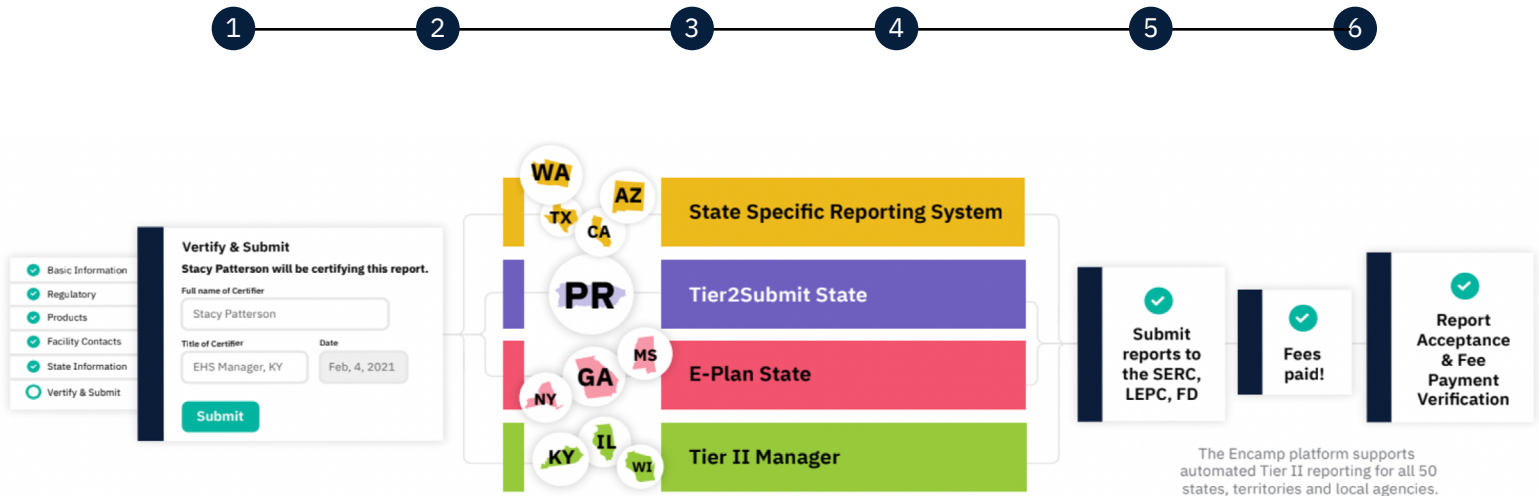 1
2
3
4
5
6
Basic Information
Regulatory
Products
Facility Contacts
State Information
Vertify & Submit
Vertify & Submit
Stacy Patterson will be certifying this report.
Full name of Certifier
Stacy Patterson
Title of Certifier
Date
EHS Manager, KY
Feb, 4, 2021
Submit
WA
AZ
TX
CA
State Specific Reporting System
PR
Tier2Submit State
MS
GA
NY
E-Plan State
KY
IL
WI
Tier II Manager
Submit
reports to
the SERC,
LEPC, FD
Fees
paid!
Report
Acceptance
& Fee
Payment
Verification
The Encamp platform supports
automated Tier II reporting for all 50
states, territories and local agencies.